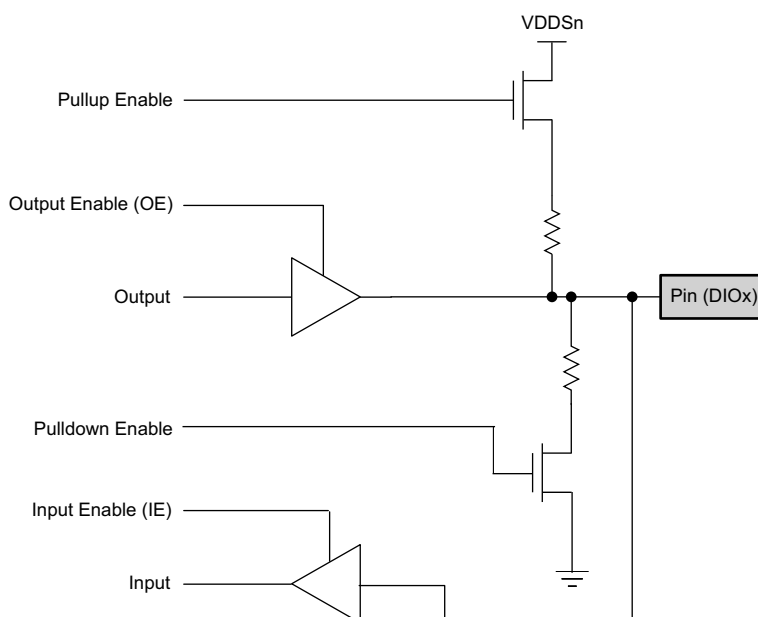 VDDSn
Pullup Enable
Output Enable (OE)
Output
Pin (DIOx)
Pulldown Enable
Input Enable (IE)
Input